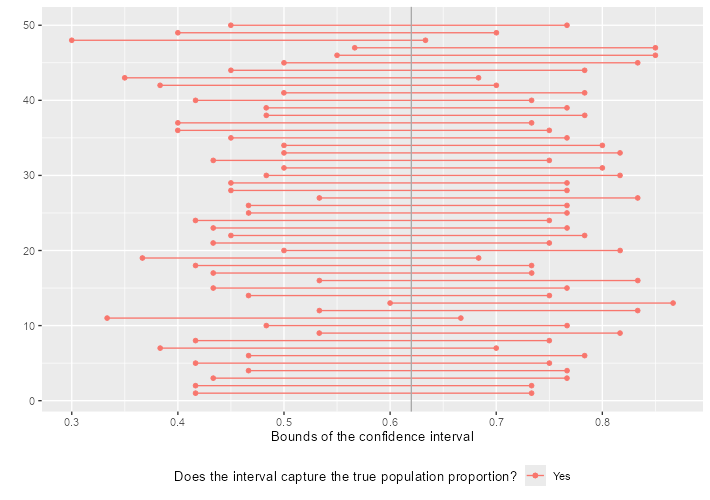 50
40
30
20
10
0
0.3 0.4 0.5 0.6 0.7 0.8
Bounds of the confidence interval
Does the interval capture the true population proportion? Yes